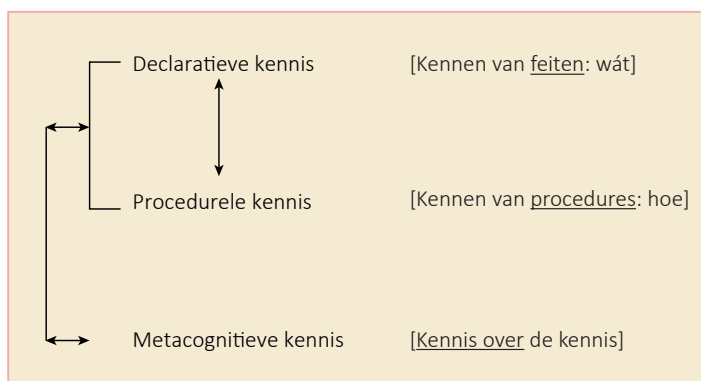 Declaratieve kennis [Kennen van feiten: wát]
Procedurele kennis [Kennen van procedures: hoe]
Metacognitieve kennis [Kennis over de kennis]